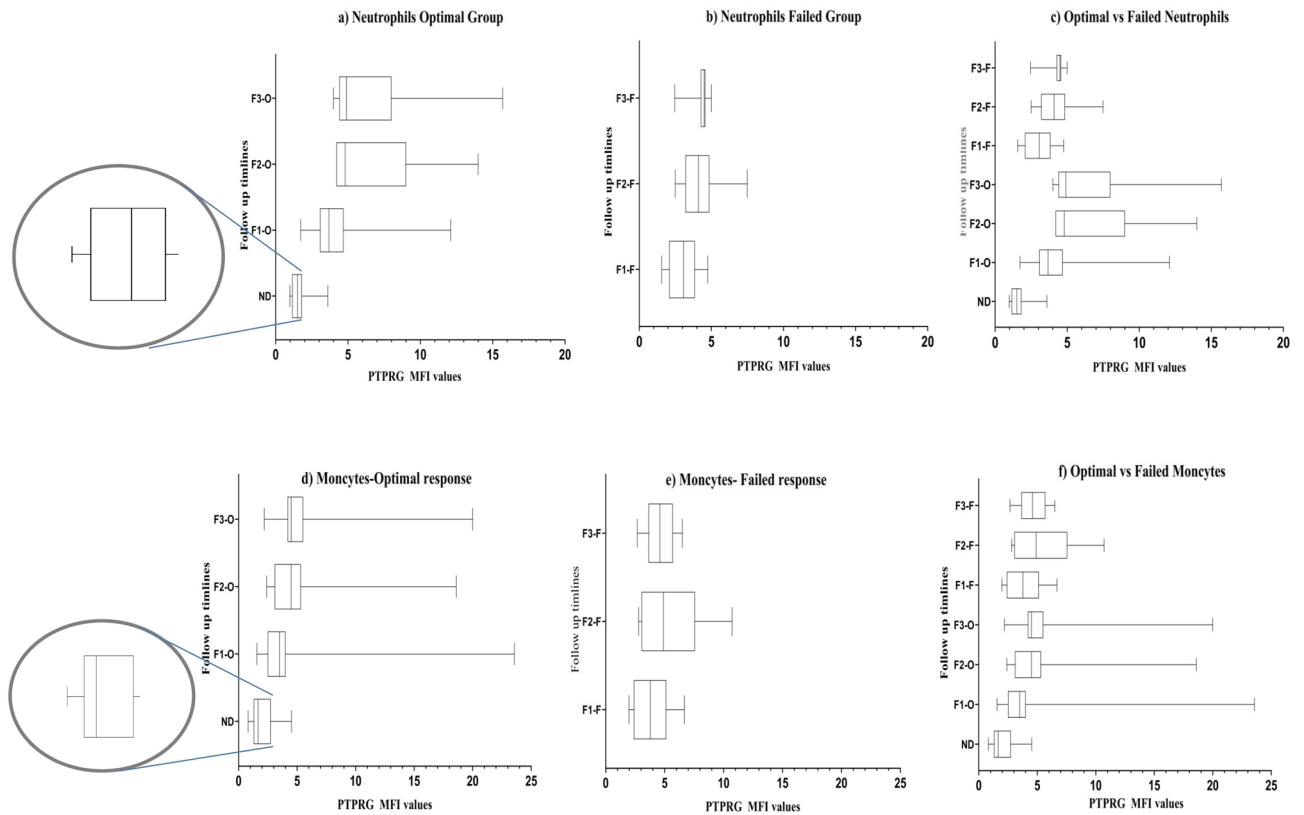 a) Neutrophils Optimal Group
Follow up timlines
F3-O
F2-O
F1-O
ND
0 5 10 15 20
PTPRG MFI values
b) Neutrophils Failed Group
Follow up timlines
F3-F
F2-F
F1-F
0 5 10 15 20
PTPRG MFI values
c) Optimal vs Failed Neutrophils
Follow up timlines
F3-F
F2-F
F1-F
F3-O
F2-O
F1-O
ND
0 5 10 15 20
PTPRG MFI values
d) Moncytes-Optimal response
Follow up timlines
F3-O
F2-O
F1-O
ND
0 5 10 15 20 25
PTPRG MFI values
e) Moncytes- Failed response
Follow up timlines
F3-F
F2-F
F1-F
0 5 10 15 20 25
PTPRG MFI values
f) Optimal vs Failed Moncytes
Follow up timlines
F3-F
F2-F
F1-F
F3-O
F2-O
F1-O
ND
0 5 10 15 20 25
PTPRG MFI values